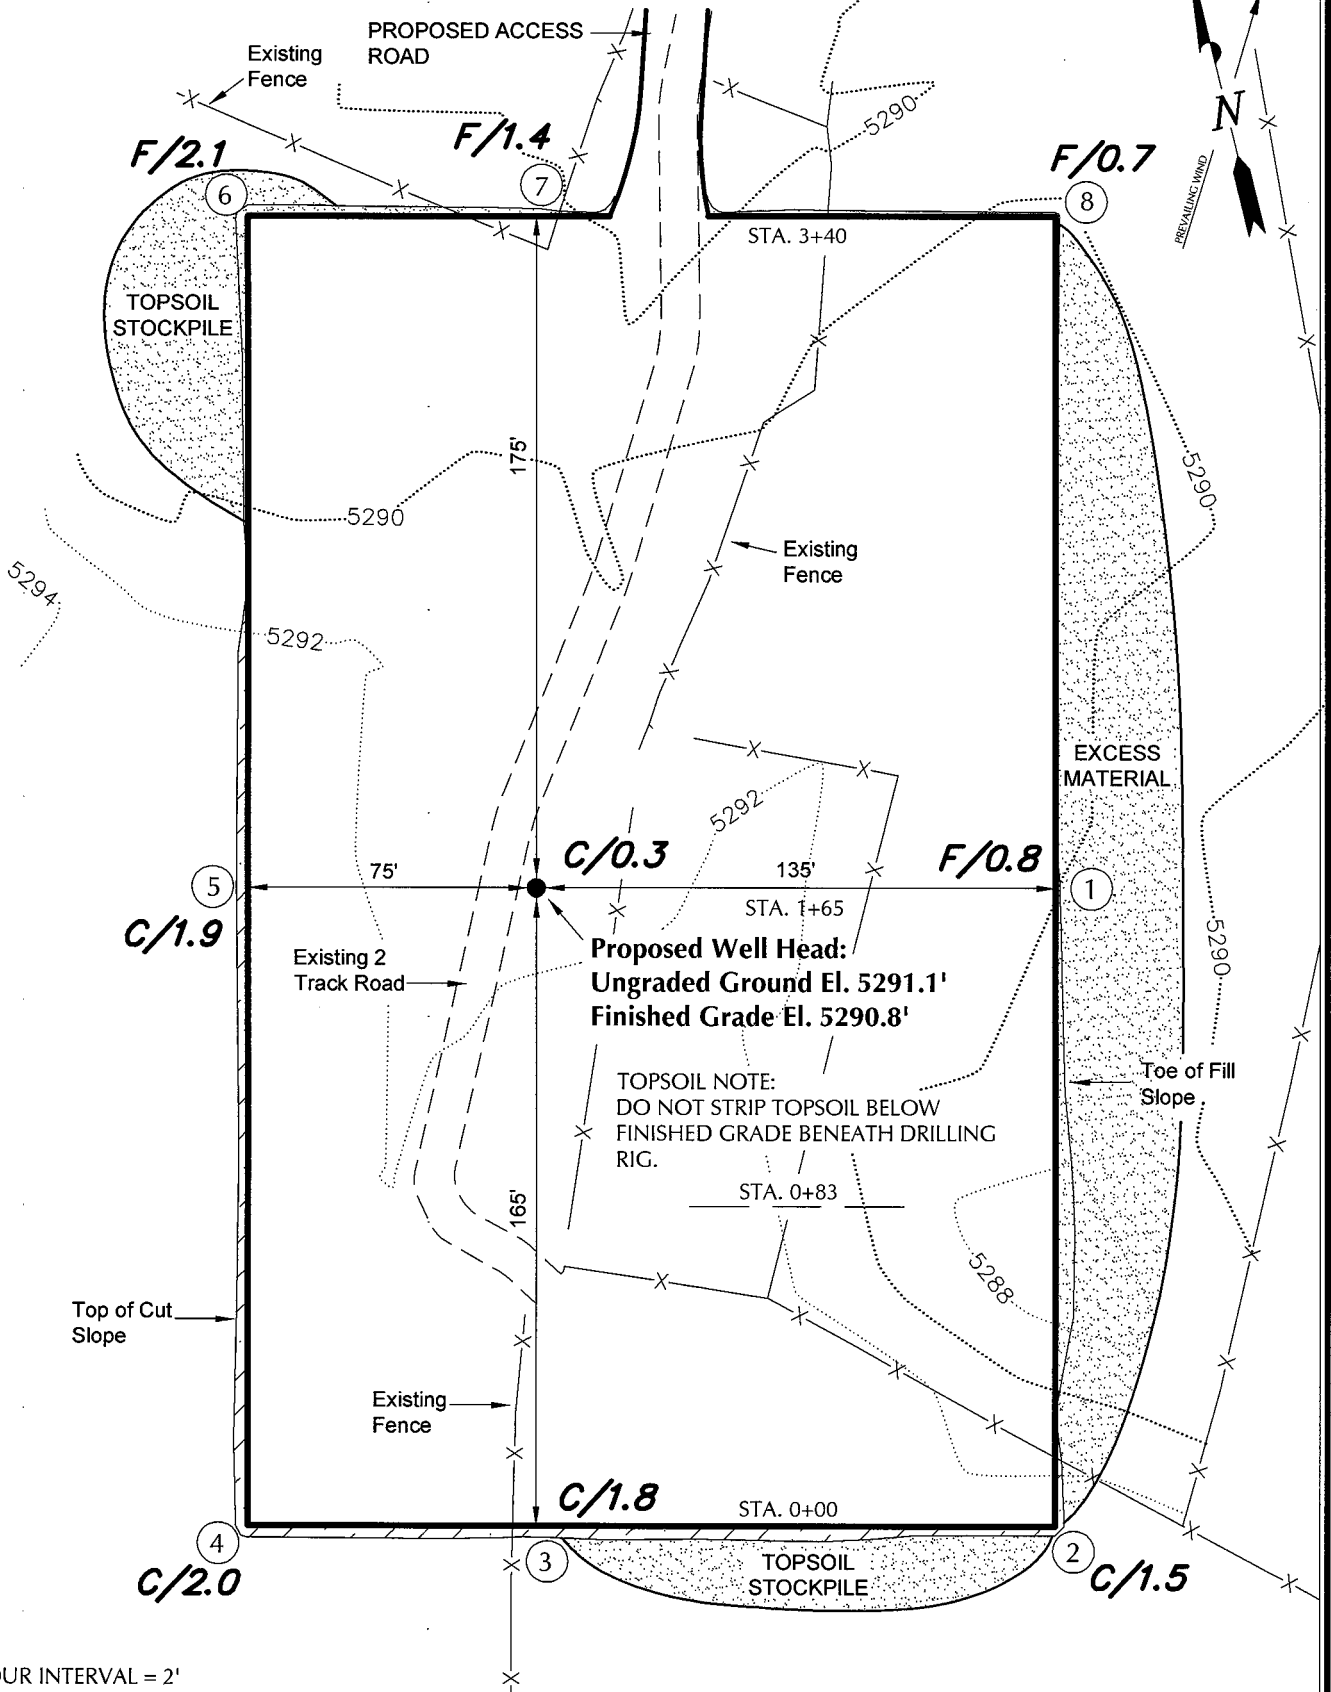 PROPOSED ACCESS
ROAD
Existing
Fence
N
PREVAILING WIND
5290
F/2.1
F/1.4
F/0.7
6
7
8
STA. 3+40
TOPSOIL
STOCKPILE
175'
5290
5290
Existing
Fence
5294
5292
EXCESS
MATERIAL
5292
C/0.3
F/0.8
75'
135'
5
1
STA. 1+65
C/1.9
5290
Proposed Well Head:
Ungraded Ground El. 5291.1'
Finished Grade El. 5290.8'
Existing 2
Track Road
TOPSOIL NOTE:
DO NOT STRIP TOPSOIL BELOW
FINISHED GRADE BENEATH DRILLING
RIG.
Toe of Fill
Slope
165'
STA. 0+83
5288
Top of Cut
Slope
Existing
Fence
C/1.8
STA. 0+00
4
3
2
C/2.0
TOPSOIL
STOCKPILE
C/1.5
OUR INTERVAL = 2'